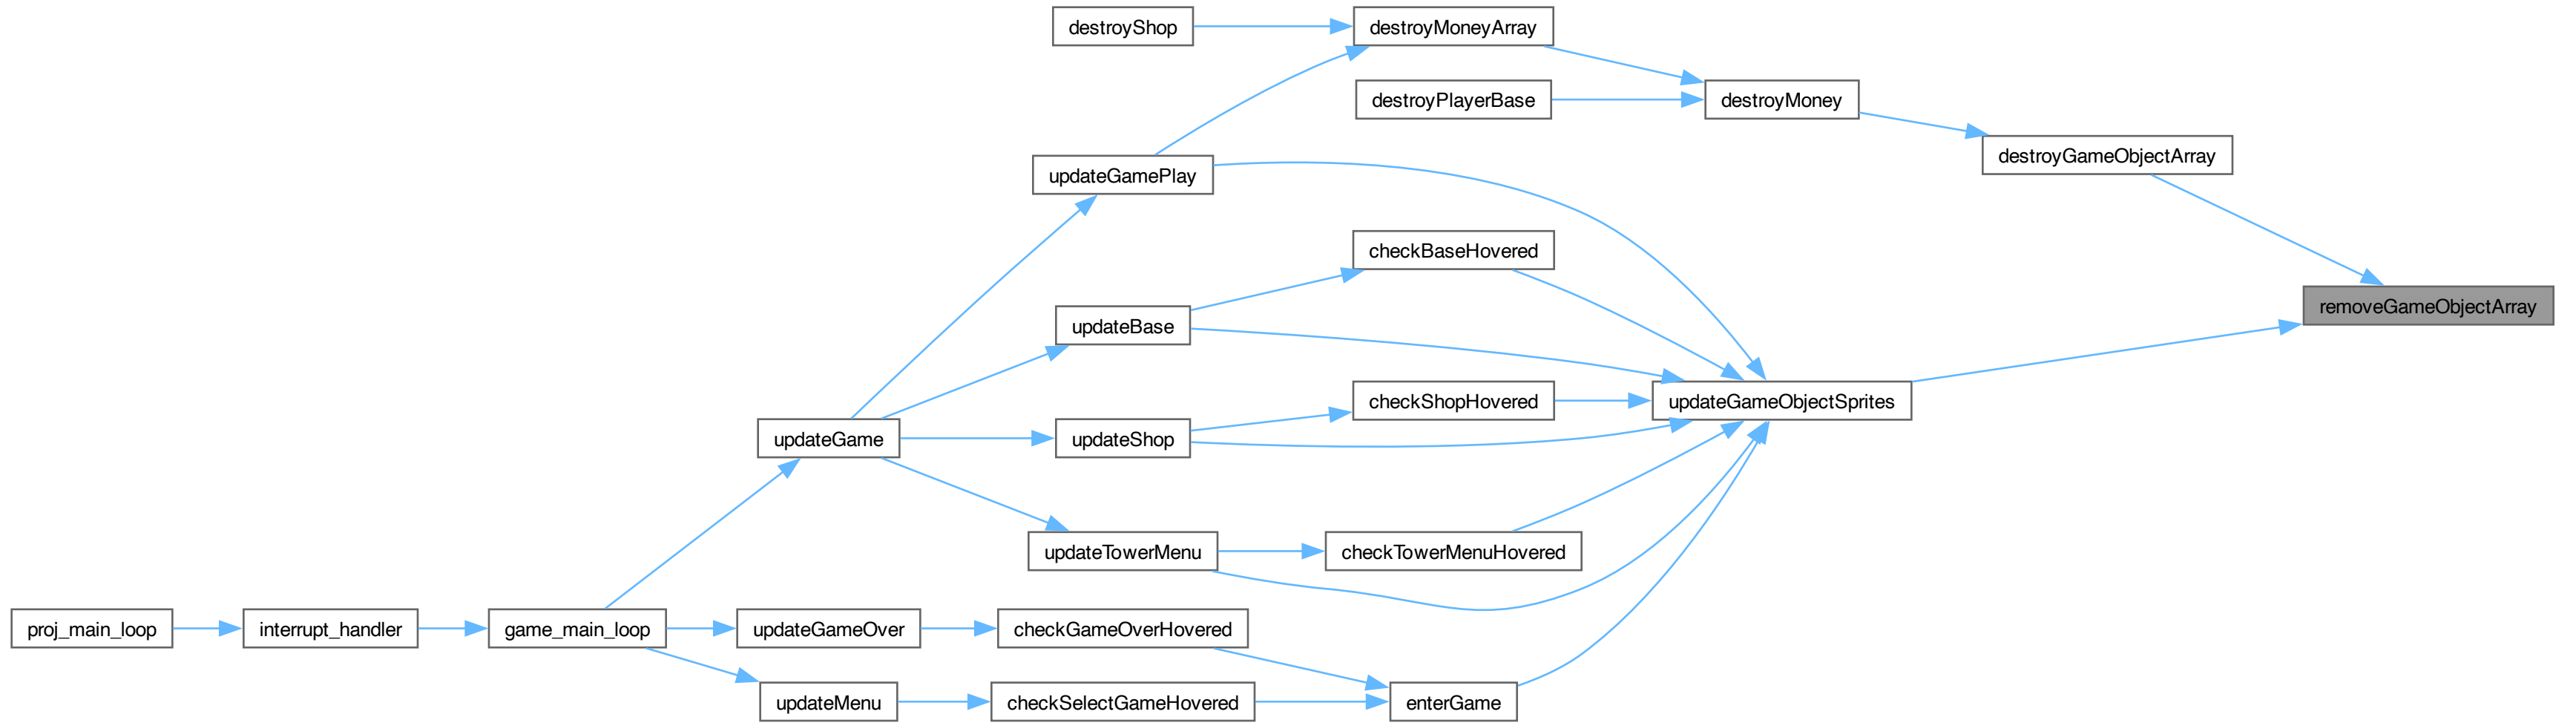 destroyShop
destroyMoneyArray
destroyPlayerBase
destroyMoney
destroyGameObjectArray
updateGamePlay
checkBaseHovered
removeGameObjectArray
updateBase
checkShopHovered
updateGameObjectSprites
updateGame
updateShop
updateTowerMenu
checkTowerMenuHovered
proj_main_loop
interrupt_handler
game_main_loop
updateGameOver
checkGameOverHovered
updateMenu
checkSelectGameHovered
enterGame